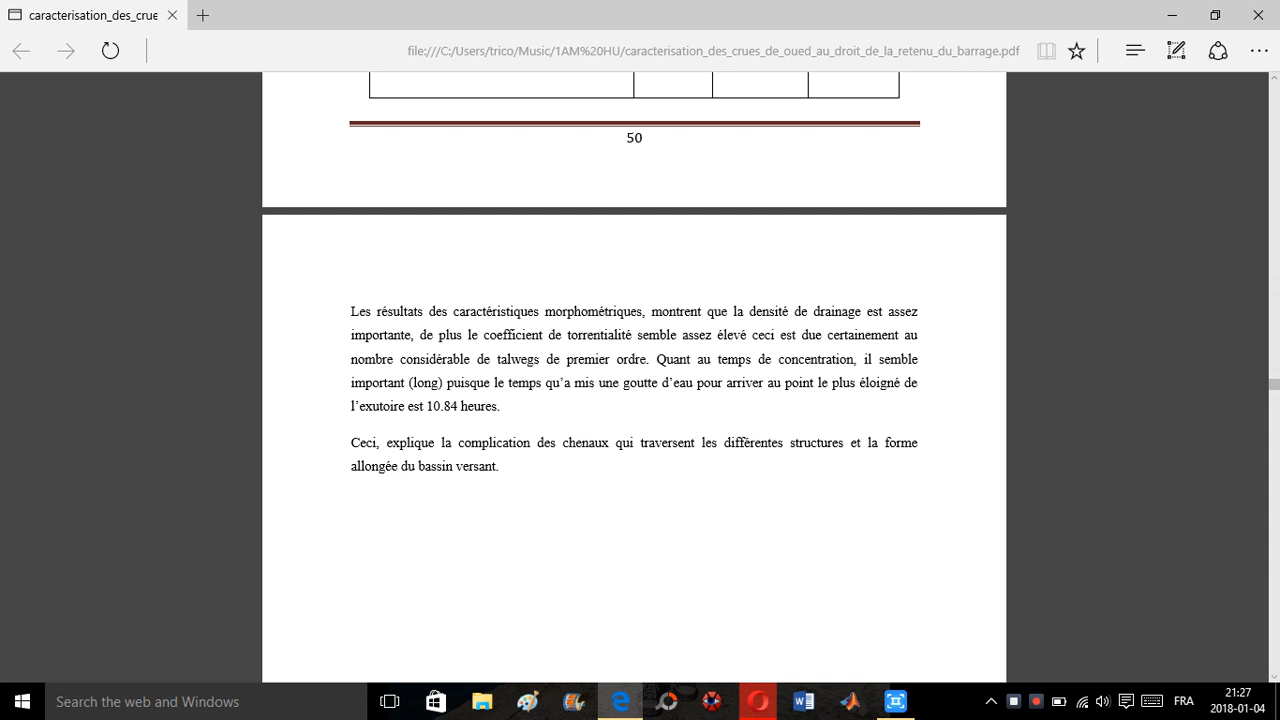 caracterisation_des_crue
file:///C:/Users/trico/Music/1AM%20HU/caracterisation_des_crues_de_oued_au_droit_de_la_retenu_du_barrage.pdf
50
Les résultats des caractéristiques morphométriques, montrent que la densité de drainage est assez
importante, de plus le coefficient de torrentialité semble assez élevé ceci est due certainement au
nombre considérable de talwegs de premier ordre. Quant au temps de concentration, il semble
important (long) puisque le temps qu’a mis une goutte d’eau pour arriver au point le plus éloigné de
l’exutoire est 10.84 heures.
Ceci, explique la complication des chenaux qui traversent les différentes structures et la forme
allongée du bassin versant.
Search the web and Windows
FRA
21:27
2018-01-04